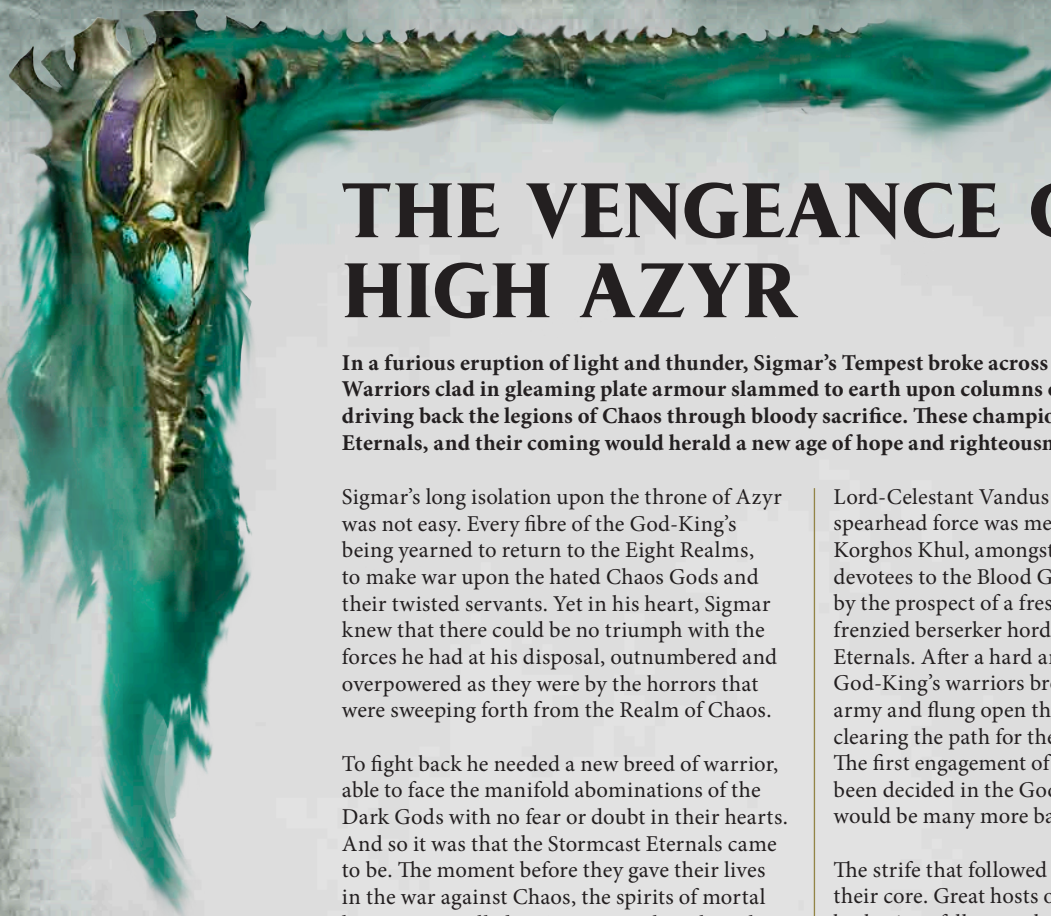 THE VENGEANCE
HIGH AZYR
In a furious eruption of light and thunder, Sigmar’s Tempest broke across
Warriors clad in gleaming plate armour slammed to earth upon columns
driving back the legions of Chaos through bloody sacrifice. These
Eternals, and their coming would herald a new age of hope and
Sigmar’s long isolation upon the throne of Azyr
was not easy. Every fibre of the God-King’s
being yearned to return to the Eight Realms,
to make war upon the hated Chaos Gods and
their twisted servants. Yet in his heart, Sigmar
knew that there could be no triumph with the
forces he had at his disposal, outnumbered and
overpowered as they were by the horrors that
were sweeping forth from the Realm of Chaos.
To fight back he needed a new breed of warrior,
able to face the manifold abominations of the
Dark Gods with no fear or doubt in their hearts.
And so it was that the Stormcast Eternals came
to be. The moment before they gave their lives
in the war against Chaos, the spirits of mortal
Lord-Celestant Vandus
spearhead force was
Korghos Khul, amongst
devotees to the Blood
by the prospect of a
frenzied berserker
Eternals. After a hard
God-King’s warriors
army and flung open
clearing the path for
The first engagement of
been decided in the
would be many more
The strife that followed
their core. Great hosts